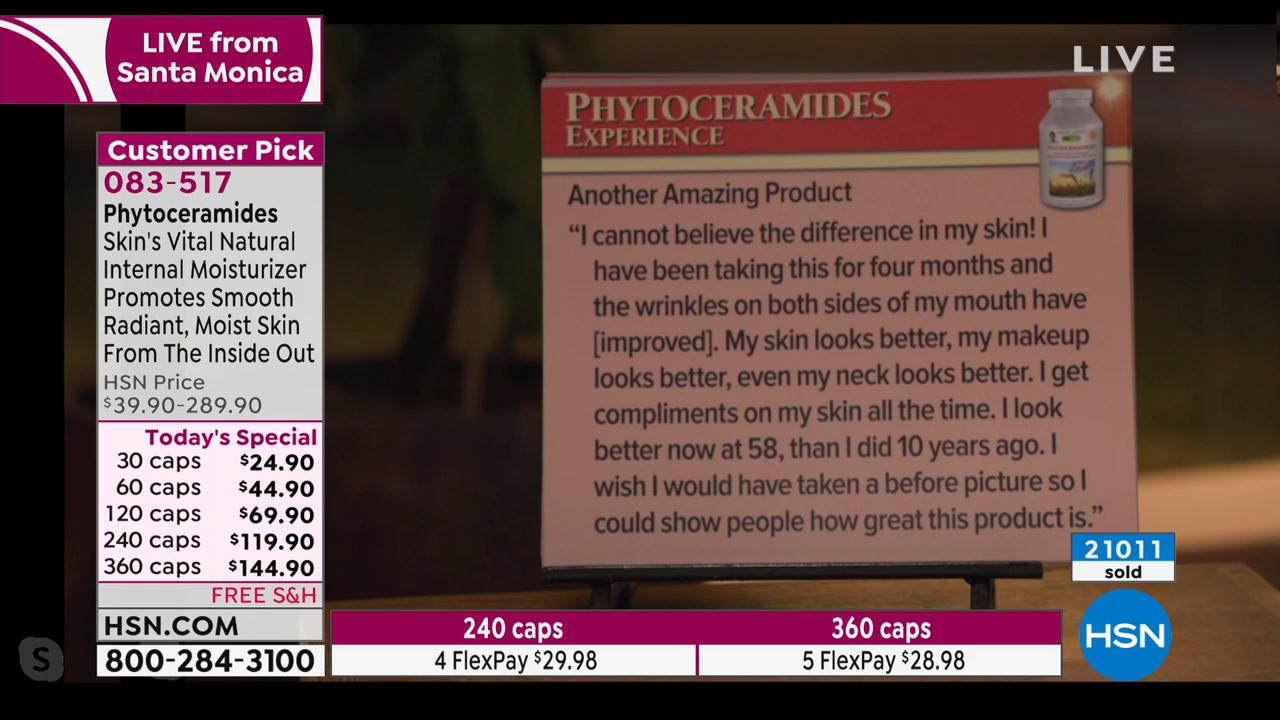 LIVE from
Santa Monica
LIVE
Customer Pick
083-517
Phytoceramides
Skin's Vital Natural
Internal Moisturizer
Promotes Smooth
Radiant, Moist Skin
From The Inside Out
HSN Price
$39.90-289.90
Today's Special
30 caps $24.90
60 caps $44.90
120 caps $69.90
240 caps $119.90
360 caps $144.90
FREE S&H
HSN.COM
800-284-3100
PHYTOCERAMIDES
EXPERIENCE
Another Amazing Product
“I cannot believe the difference in my skin! I
have been taking this for four months and
the wrinkles on both sides of my mouth have
[improved]. My skin looks better, my makeup
looks better, even my neck looks better. I get
compliments on my skin all the time. I look
better now at 58, than I did 10 years ago. I
wish I would have taken a before picture so I
could show people how great this product is.”
21011
sold
240 caps 360 caps
4 FlexPay $29.98 5 FlexPay $28.98
HSN
S